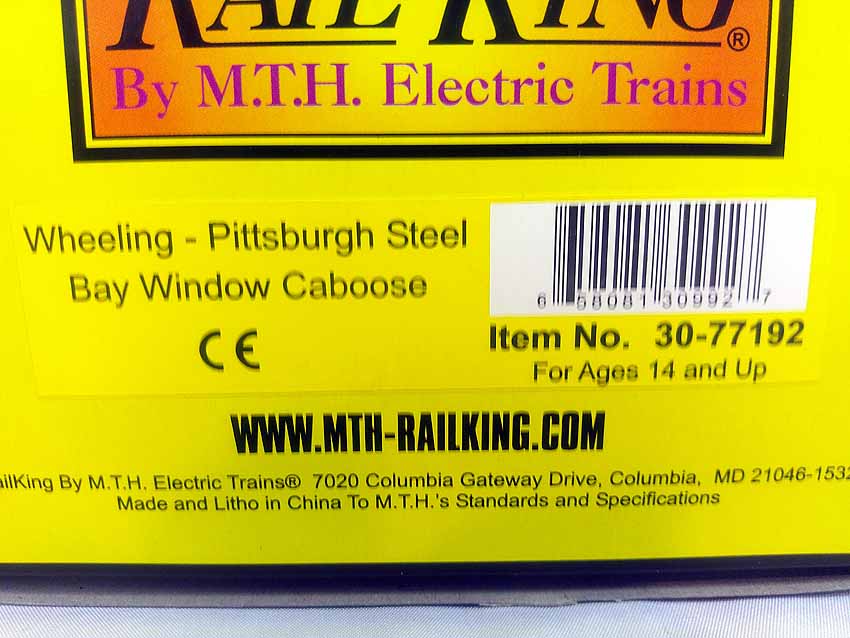 RAIL KING®
By M.T.H. Electric Trains
Wheeling - Pittsburgh Steel
Bay Window Caboose
CE
6 58081 30992 7
Item No. 30-77192
For Ages 14 and Up
WWW.MTH-RAILKING.COM
ailKing By M.T.H. Electric Trains® 7020 Columbia Gateway Drive, Columbia, MD 21046-1532
Made and Litho in China To M.T.H.'s Standards and Specifications